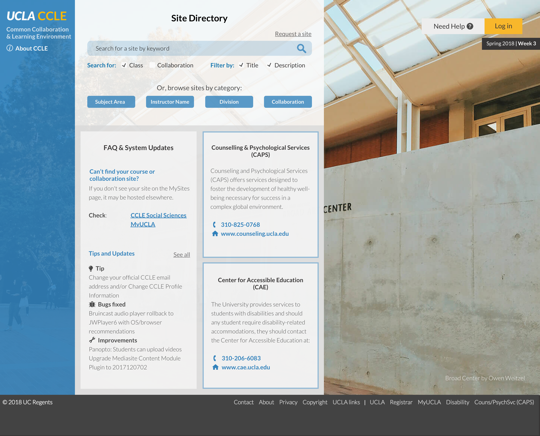 UCLA CCLE
Common Collaboration
& Learning Environment
About CCLE
Site Directory
Request a site
Search for a site by keyword
Search for: Class Collaboration Filter by: Title Description
Or, browse sites by category:
Subject Area Instructor Name Division Collaboration
Need Help
Log in
Spring 2018 | Week 3
FAQ & System Updates
Can't find your course or
collaboration site?
If you don't see your site on the MySites
page, it may be hosted elsewhere.
Check CCLE Social Sciences
MyUCLA
Tips and Updates See all
Tip
Change your official CCLE email
address and/or Change CCLE Profile
Information
Bugs fixed
Bruincast audio player rollback to
JWPlayer6 with OS/browser
recommendations
Improvements
Panopto: Students can upload videos
Upgrade Mediasite Content Module
Plugin to 2017120702
Counselling & Psychological Services
(CAPS)
Counseling and Psychological Services
(CAPS) offers services designed to
foster the development of healthy well-
being necessary for success in a
complex global environment.
310-825-0768
www.counseling.ucla.edu
Center for Accessible Education
(CAE)
The University provides services to
students with disabilities and should
any student require disability-related
accommodations, they should contact
the Center for Accessible Education at:
310-206-6083
www.cae.ucla.edu
CENTER
Broad Center by Owen Welford
© 2018 UC Regents
Contact About Privacy Copyright UCLA links | UCLA Registrar MyUCLA Disability Couns/PsychSvc (CAPS)